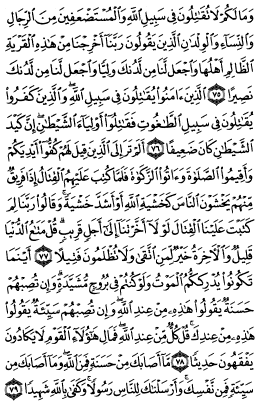 وَمَا لَكُمْ لَا تُقَٰتِلُونَ فِي سَبِيلِ ٱللَّهِ وَٱلْمُسْتَضْعَفِينَ مِنَ ٱلرِّجَالِ
وَٱلنِّسَآءِ وَٱلْوِلْدَٰنِ ٱلَّذِينَ يَقُولُونَ رَبَّنَآ أَخْرِجْنَا مِنْ هَٰذِهِ ٱلْقَرْيَةِ
ٱلظَّالِمِ أَهْلُهَا وَٱجْعَل لَّنَا مِن لَّدُنكَ وَلِيًّا وَٱجْعَل لَّنَا مِن لَّدُنكَ
نَصِيرًا ٧٥ ٱلَّذِينَ ءَامَنُوا۟ يُقَٰتِلُونَ فِي سَبِيلِ ٱللَّهِ وَٱلَّذِينَ كَفَرُوا۟
يُقَٰتِلُونَ فِي سَبِيلِ ٱلطَّٰغُوتِ فَقَٰتِلُوٓا۟ أَوْلِيَآءَ ٱلشَّيْطَٰنِ إِنَّ كَيْدَ
ٱلشَّيْطَٰنِ كَانَ ضَعِيفًا ٧٦ أَلَمْ تَرَ إِلَى ٱلَّذِينَ قِيلَ لَهُمْ كُفُّوٓا۟ أَيْدِيَكُمْ
وَأَقِيمُوا۟ ٱلصَّلَوٰةَ وَءَاتُوا۟ ٱلزَّكَوٰةَ فَلَمَّا كُتِبَ عَلَيْهِمُ ٱلْقِتَالُ إِذَا فَرِيقٌ
مِّنْهُمْ يَخْشَوْنَ ٱلنَّاسَ كَخَشْيَةِ ٱللَّهِ أَوْ أَشَدَّ خَشْيَةً وَقَالُوا۟ رَبَّنَا لِمَ
كَتَبْتَ عَلَيْنَا ٱلْقِتَالَ لَوْلَآ أَخَّرْتَنَآ إِلَىٰٓ أَجَلٍ قَرِيبٍ قُلْ مَتَٰعُ ٱلدُّنْيَا
قَلِيلٌ وَٱلْءَاخِرَةُ خَيْرٌ لِّمَنِ ٱتَّقَىٰ وَلَا تُظْلَمُونَ فَتِيلًا ٧٧ أَيْنَمَا
تَكُونُوا۟ يُدْرِككُّمُ ٱلْمَوْتُ وَلَوْ كُنتُمْ فِي بُرُوجٍ مُّشَيَّدَةٍ وَإِن تُصِبْهُمْ
حَسَنَةٌ يَقُولُوا۟ هَٰذِهِ مِنْ عِندِ ٱللَّهِ وَإِن تُصِبْهُمْ سَيِّئَةٌ يَقُولُوا۟
هَٰذِهِ مِنْ عِندِكَ قُلْ كُلٌّ مِّنْ عِندِ ٱللَّهِ فَمَالِ هَٰٓؤُلَآءِ ٱلْقَوْمِ لَا يَكَادُونَ
يَفْقَهُونَ حَدِيثًا ٧٨ مَّآ أَصَابَكَ مِنْ حَسَنَةٍ فَمِنَ ٱللَّهِ وَمَآ أَصَابَكَ مِن
سَيِّئَةٍ فَمِن نَّفْسِكَ وَأَرْسَلْنَٰكَ لِلنَّاسِ رَسُولًا وَكَفَىٰ بِٱللَّهِ شَهِيدًا ٧٩